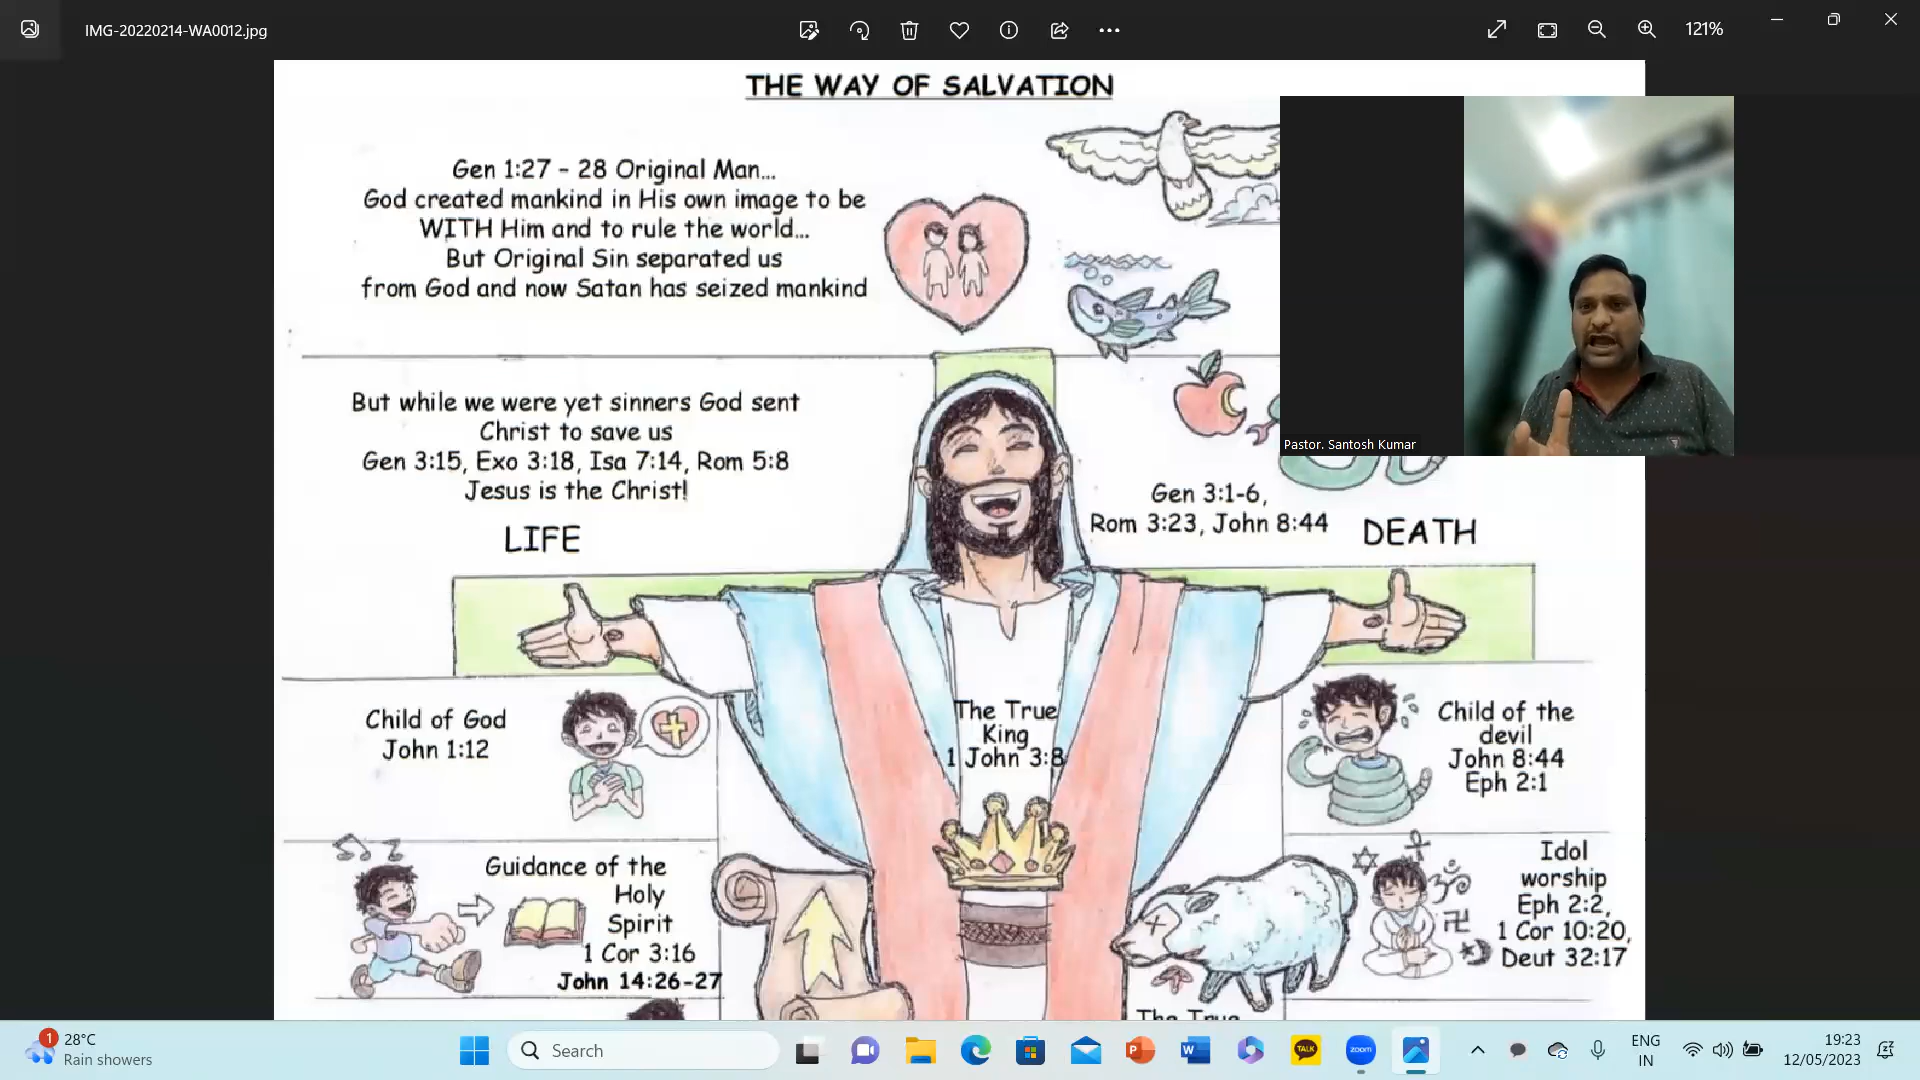 IMG-20220214-WA0012.jpg
121%
THE WAY OF SALVATION
Gen 1:27 - 28 Original Man...
God created mankind in His own image to be
WITH Him and to rule the world...
But Original Sin separated us
from God and now Satan has seized mankind
But while we were yet sinners God sent
Christ to save us
Gen 3:15, Exo 3:18, Isa 7:14, Rom 5:8
Jesus is the Christ!
LIFE
Pastor. Santosh Kumar
Gen 3:1-6,
Rom 3:23, John 8:44
DEATH
Child of God
John 1:12
The True
King
1 John 3:8
Child of the
devil
John 8:44
Eph 2:1
Guidance of the
Holy
Spirit
1 Cor 3:16
John 14:26-27
Idol
worship
Eph 2:2,
1 Cor 10:20,
Deut 32:17
The True
1
28°C
Rain showers
Search
TALK
zoom
ENG
IN
19:23
12/05/2023